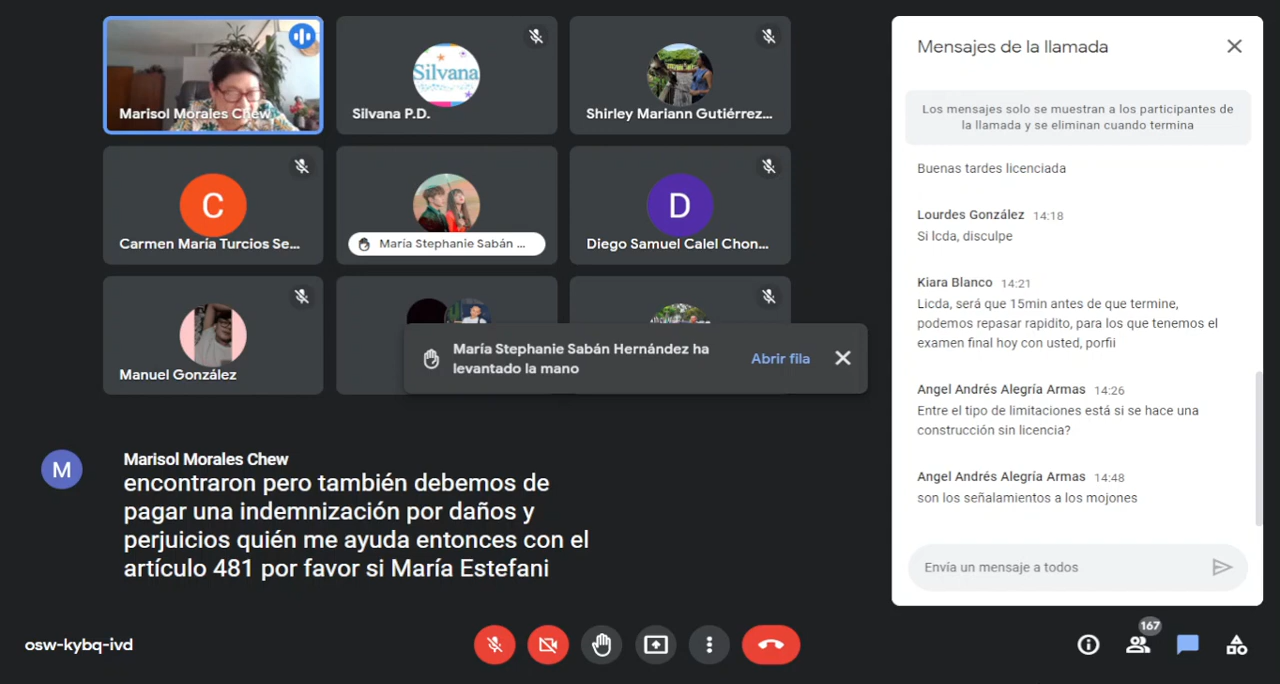 Marisol Morales Chew
Silvana
Silvana P.D.
Shirley Mariann Gutiérrez...
C
Carmen María Turcios Se...
María Stephanie Sabán ...
D
Diego Samuel Calel Chon...
Manuel González
María Stephanie Sabán Hernández ha
levantado la mano
Abrir fila
M
Marisol Morales Chew
encontraron pero también debemos de
pagar una indemnización por daños y
perjuicios quién me ayuda entonces con el
artículo 481 por favor si María Estefani
osw-kybq-ivd
Mensajes de la llamada
Los mensajes solo se muestran a los participantes de
la llamada y se eliminan cuando termina
Buenas tardes licenciada
Lourdes González 14:18
Si lcda, disculpe
Kiara Blanco 14:21
Licda, será que 15min antes de que termine,
podemos repasar rapidito, para los que tenemos el
examen final hoy con usted, porfii
Angel Andrés Alegría Armas 14:26
Entre el tipo de limitaciones está si se hace una
construcción sin licencia?
Angel Andrés Alegría Armas 14:48
son los señalamientos a los mojones
Envía un mensaje a todos
167